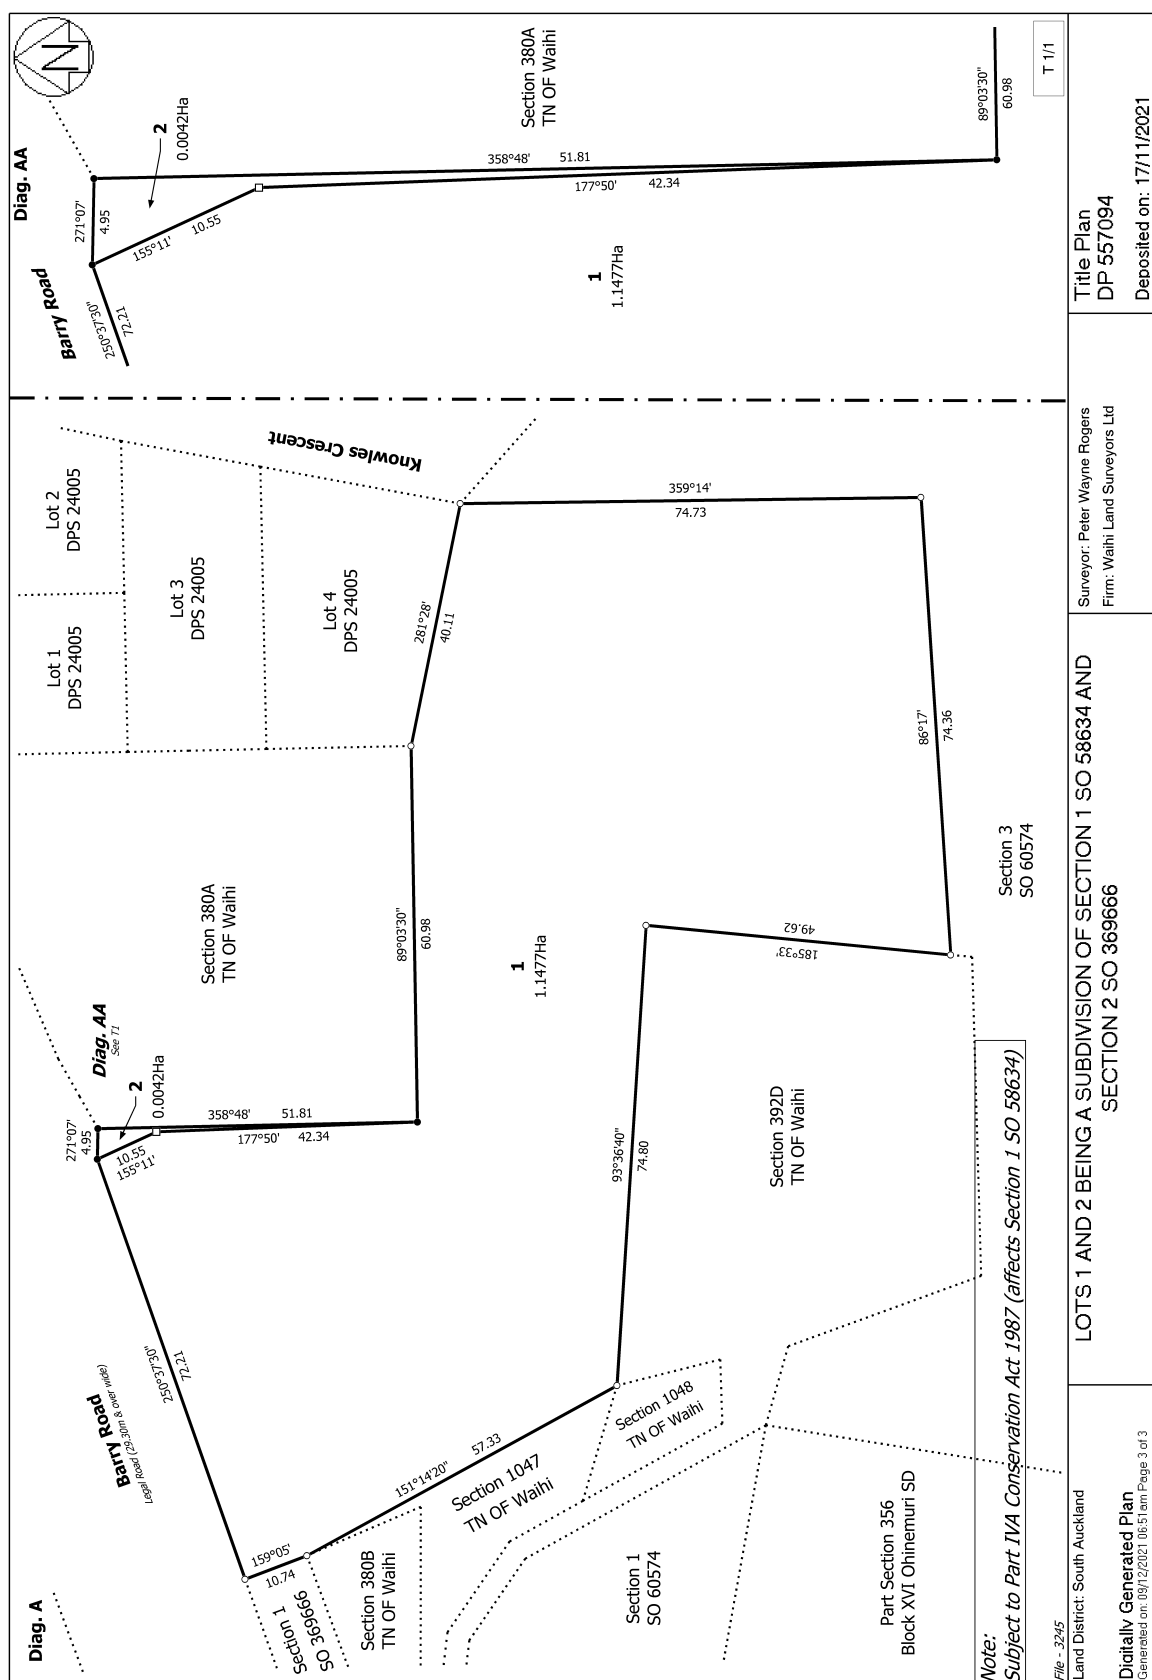 Diag. A
Barry Road
Legal Road (29.30m & over wide)
250°37'30"
72.21
271°07'
4.95
10.55
155°11'
2
0.0042Ha
Diag. AA
See T1
358°48'
51.81
177°50'
42.34
Section 380A
TN OF Waihi
89°03'30"
60.98
Lot 1
DPS 24005
Lot 2
DPS 24005
Lot 3
DPS 24005
Lot 4
DPS 24005
Knowles Crescent
281°28'
40.11
359°14'
74.73
86°17'
74.36
185°33'
49.62
1
1.1477Ha
93°36'40"
74.80
151°14'20"
57.33
159°05'
10.74
Section 1
SO 369666
Section 380B
TN OF Waihi
Section 1047
TN OF Waihi
Section 1048
TN OF Waihi
Section 392D
TN OF Waihi
Section 1
SO 60574
Section 3
SO 60574
Part Section 356
Block XVI Ohinemuri SD
Note:
Subject to Part IVA Conservation Act 1987 (affects Section 1 SO 58634)
Diag. AA
N
Barry Road
250°37'30"
72.21
271°07'
4.95
155°11'
10.55
2
0.0042Ha
358°48'
51.81
177°50'
42.34
Section 380A
TN OF Waihi
1
1.1477Ha
89°03'30"
60.98
T 1/1
File - 3245
Land District: South Auckland
Digitally Generated Plan
Generated on: 09/12/2021 06:51am Page 3 of 3
LOTS 1 AND 2 BEING A SUBDIVISION OF SECTION 1 SO 58634 AND
SECTION 2 SO 369666
Surveyor: Peter Wayne Rogers
Firm: Waihi Land Surveyors Ltd
Title Plan
DP 557094
Deposited on: 17/11/2021